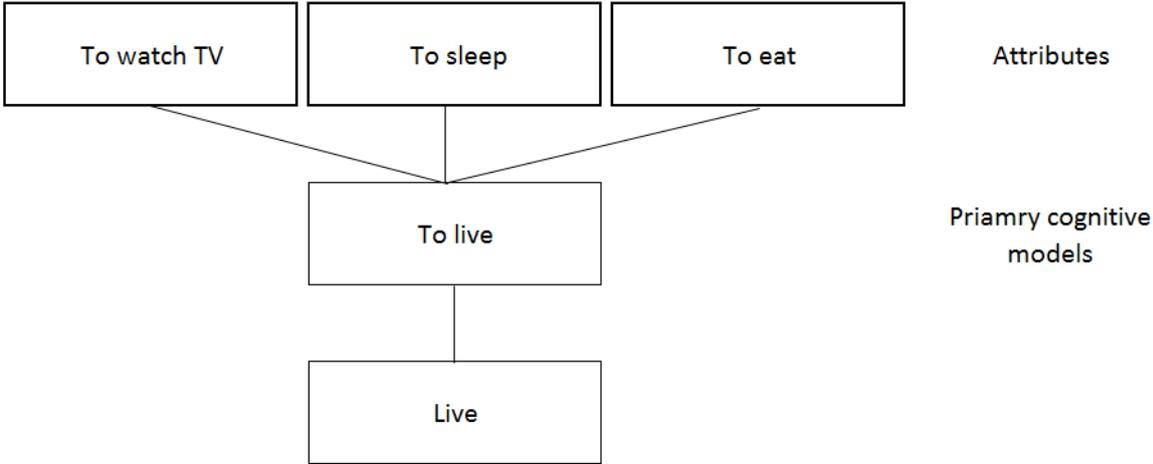 To watch TV
To sleep
To eat
Attributes
To live
Priamry cognitive
models
Live